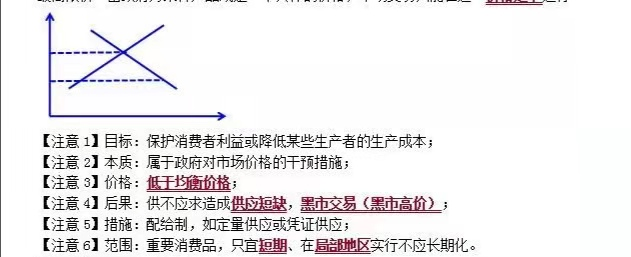 【注意 1】目标：保护消费者利益或降低某些生产者的生产成本；
【注意 2】本质：属于政府对市场价格的干预措施；
【注意 3】价格：低于均衡价格；
【注意 4】后果：供不应求造成供应短缺，黑市交易（黑市高价）；
【注意 5】措施：配给制，如定量供应或凭证供应；
【注意 6】范围：重要消费品，只宜短期、在局部地区实行不应长期化。